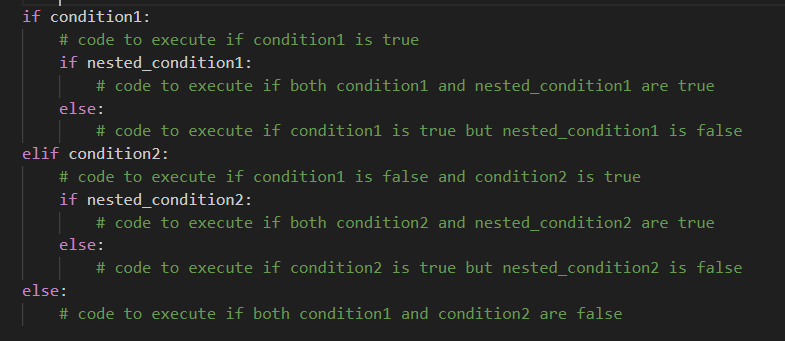 if condition1:
    # code to execute if condition1 is true
    if nested_condition1:
        # code to execute if both condition1 and nested_condition1 are true
    else:
        # code to execute if condition1 is true but nested_condition1 is false
elif condition2:
    # code to execute if condition1 is false and condition2 is true
    if nested_condition2:
        # code to execute if both condition2 and nested_condition2 are true
    else:
        # code to execute if condition2 is true but nested_condition2 is false
else:
    # code to execute if both condition1 and condition2 are false